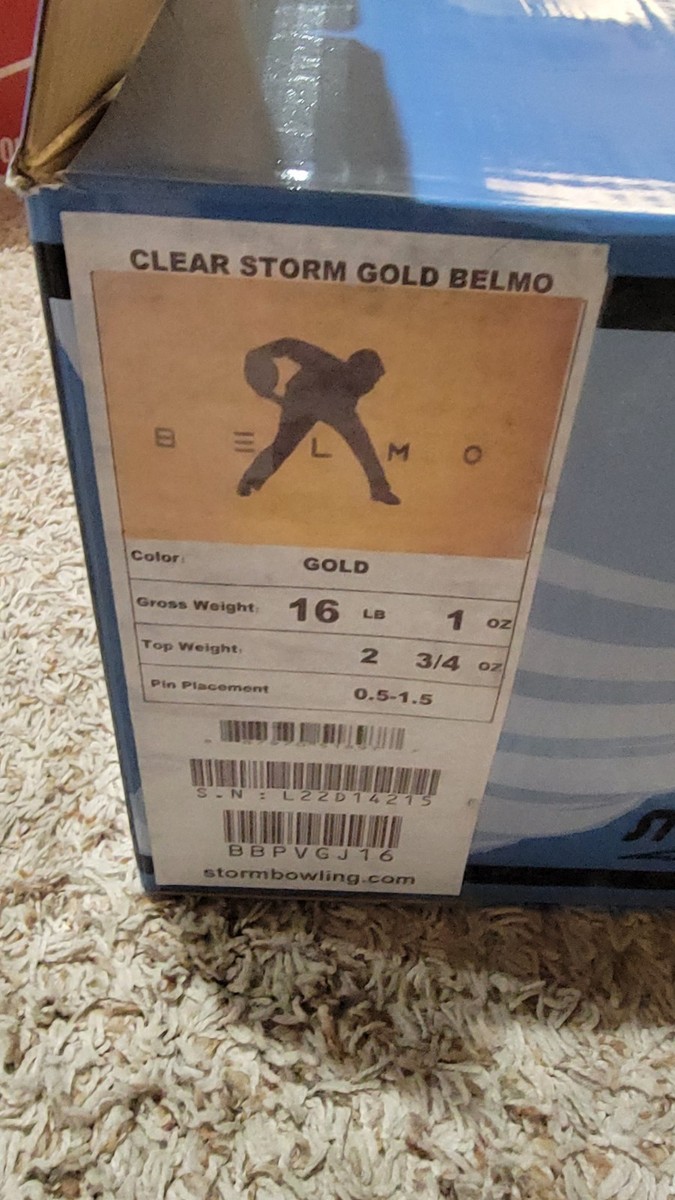 CLEAR STORM GOLD BELMO
B E L M O
Color: GOLD
Gross Weight: 16 LB 1 oz
Top Weight: 2 3/4 oz
Pin Placement 0.5-1.5
S.N: L22D14215
BBPVGJ16
stormbowling.com